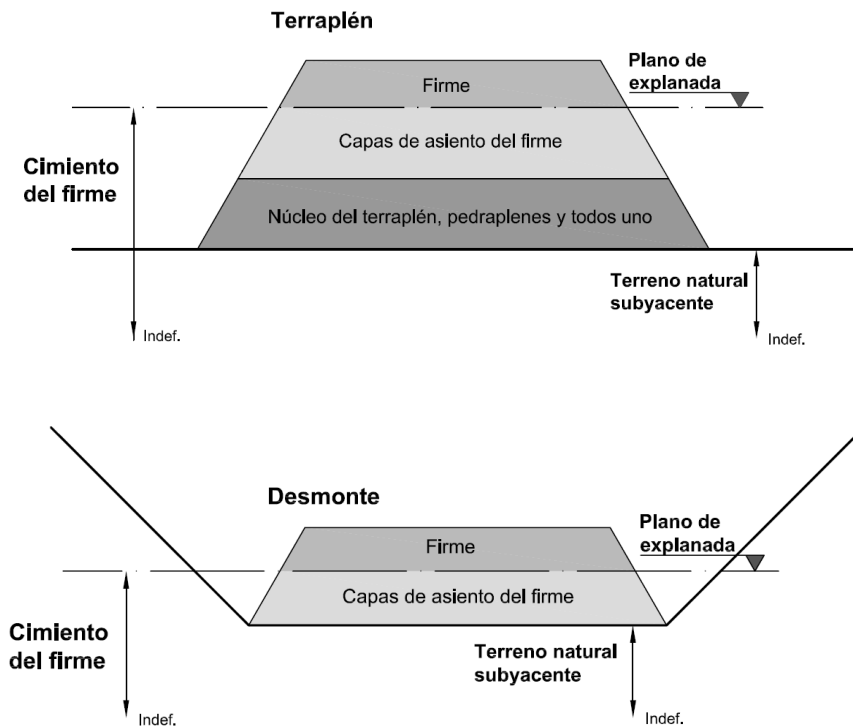 Terraplén
Plano de
explanada
Firme
Capas de asiento del firme
Cimiento
del firme
Núcleo del terraplén, pedraplenes y todos uno
Terreno natural
subyacente
Indef.
Indef.
Desmonte
Plano de
explanada
Firme
Capas de asiento del firme
Cimiento
del firme
Terreno natural
subyacente
Indef.
Indef.